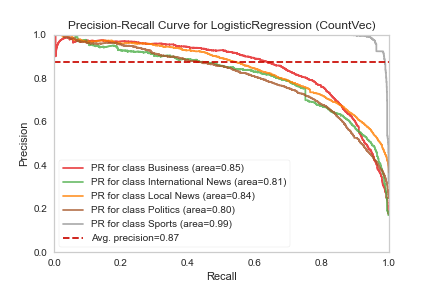 Precision-Recall Curve for LogisticRegression (CountVec)
1.0
0.8
0.6
0.4
0.2
0.0
Precision
PR for class Business (area=0.85)
PR for class International News (area=0.81)
PR for class Local News (area=0.84)
PR for class Politics (area=0.80)
PR for class Sports (area=0.99)
Avg. precision=0.87
0.0 0.2 0.4 0.6 0.8 1.0
Recall